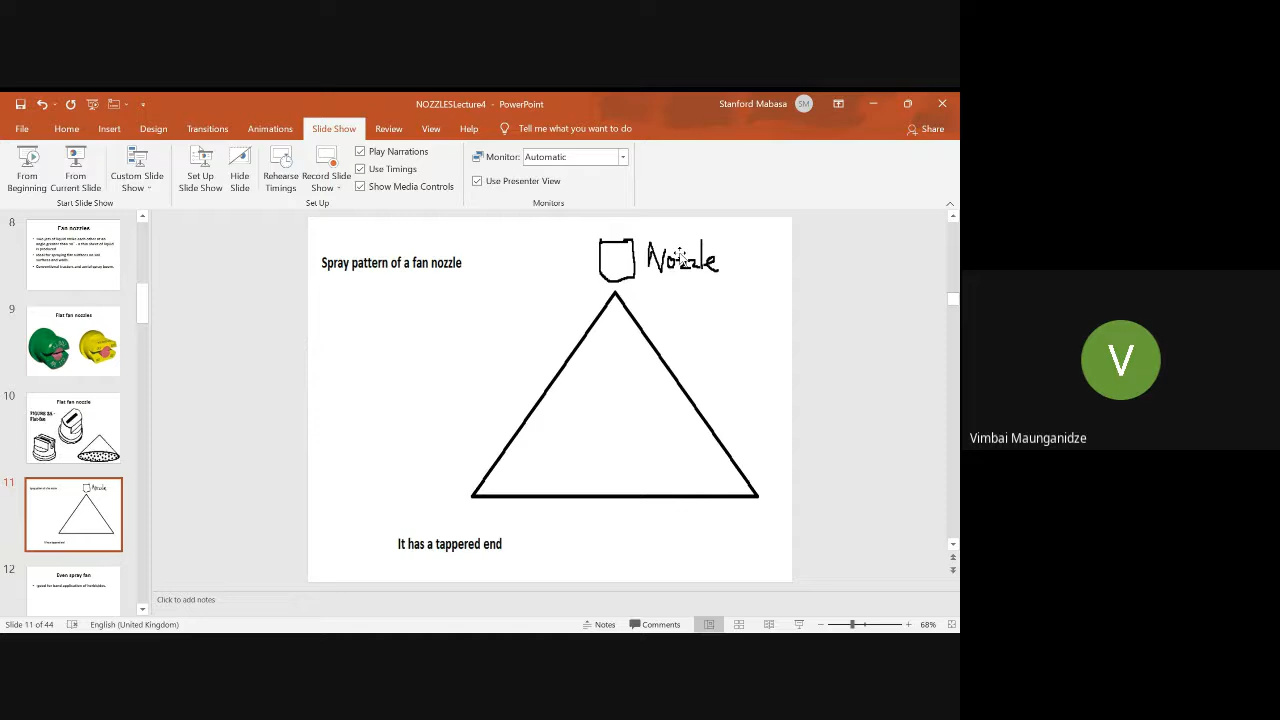 NOZZLESLecture4 - PowerPoint
Stanford Mabasa
SM
File Home Insert Design Transitions Animations Slide Show Review View Help Tell me what you want to do
Share
From Beginning
From Current Slide
Custom Slide Show
Set Up Slide Show
Hide Slide
Rehearse Timings
Record Slide Show
Play Narrations
Use Timings
Show Media Controls
Monitor: Automatic
Use Presenter View
Start Slide Show
Set Up
Monitors
8
Fan nozzles
9
Flat fan nozzles
10
Flat fan nozzle
11
Nozzle
12
Even spray fan
Spray pattern of a fan nozzle
Nozzle
It has a tappered end
Click to add notes
Slide 11 of 44
English (United Kingdom)
Notes
Comments
68%
V
Vimbai Maunganidze